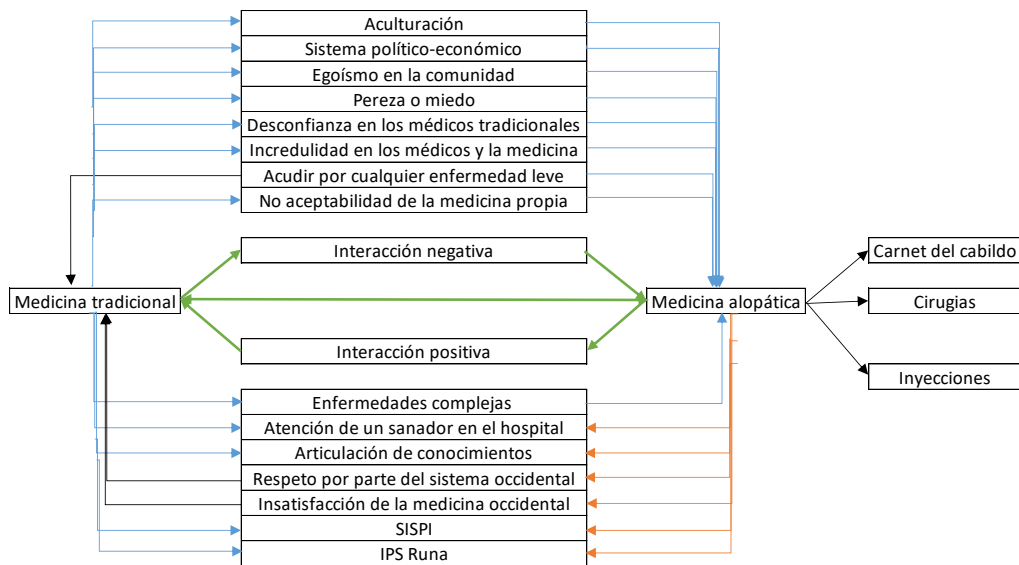 Aculturación
Sistema político-económico
Egoísmo en la comunidad
Pereza o miedo
Desconfianza en los médicos tradicionales
Incredulidad en los médicos y la medicina
Acudir por cualquier enfermedad leve
No aceptabilidad de la medicina propia
Interacción negativa
Carnet del cabildo
Medicina tradicional
Medicina alopática
Cirugias
Interacción positiva
Inyecciones
Enfermedades complejas
Atención de un sanador en el hospital
Articulación de conocimientos
Respeto por parte del sistema occidental
Insatisfacción de la medicina occidental
SISPI
IPS Runa